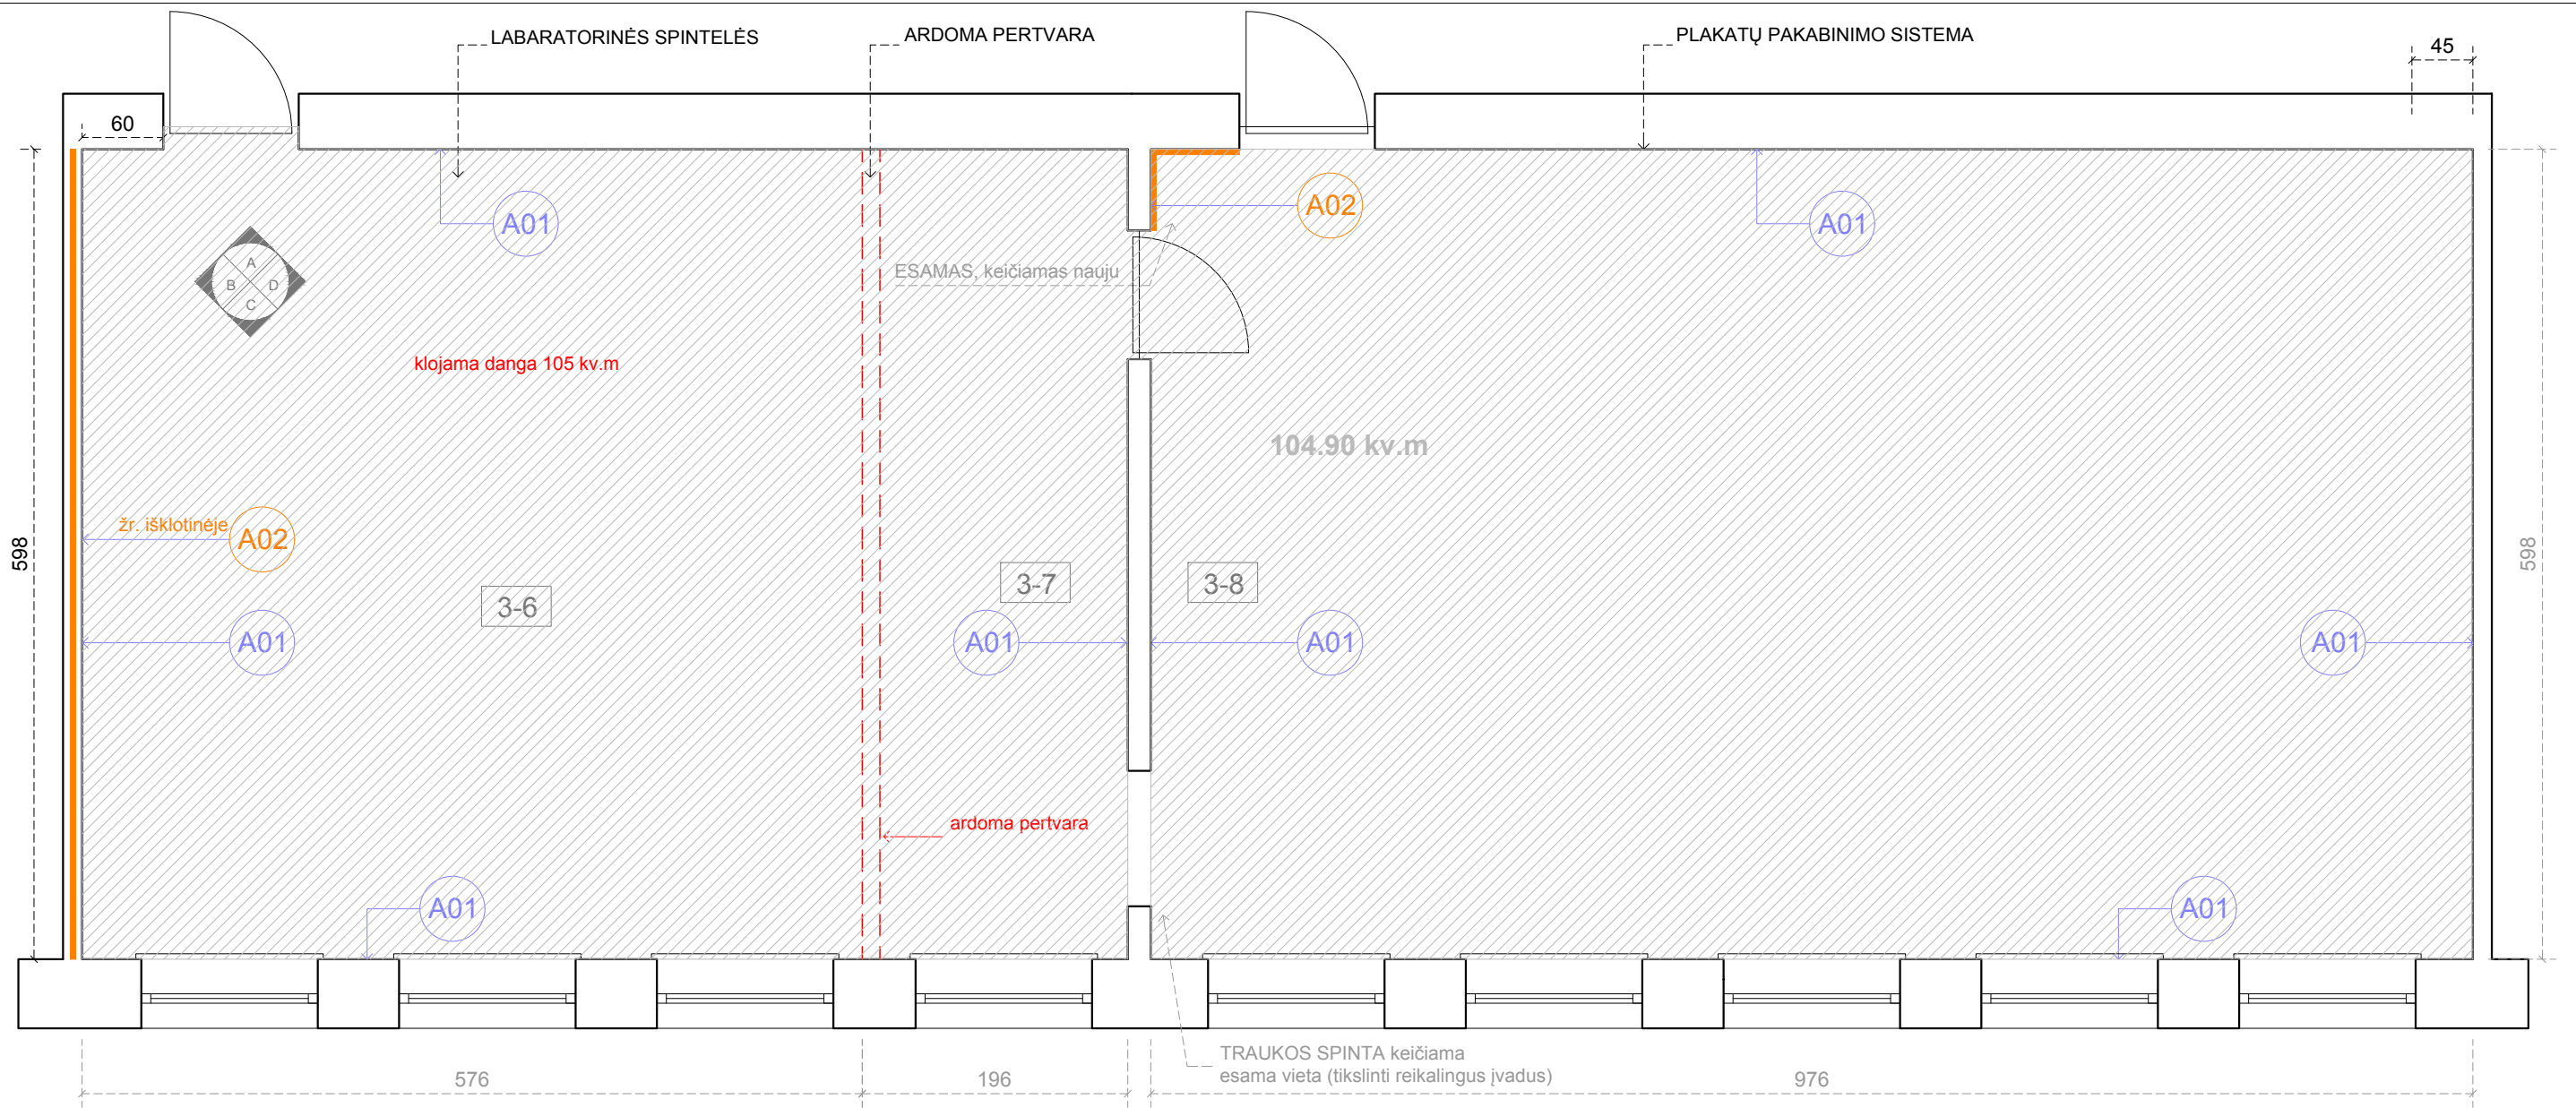 LABARATORINĖS SPINTELĖS
ARDOMA PERTVARA
PLAKATŲ PAKABINIMO SISTEMA
45
60
A01
A02
A01
ESAMAS, keičiamas nauju
A
B
D
C
klojama danga 105 kv.m
104.90 kv.m
žr. išklotinėje
A02
598
598
3-6
3-7
3-8
A01
A01
A01
A01
ardoma pertvara
A01
A01
TRAUKOS SPINTA keičiama
esama vieta (tikslinti reikalingus įvadus)
576
196
976